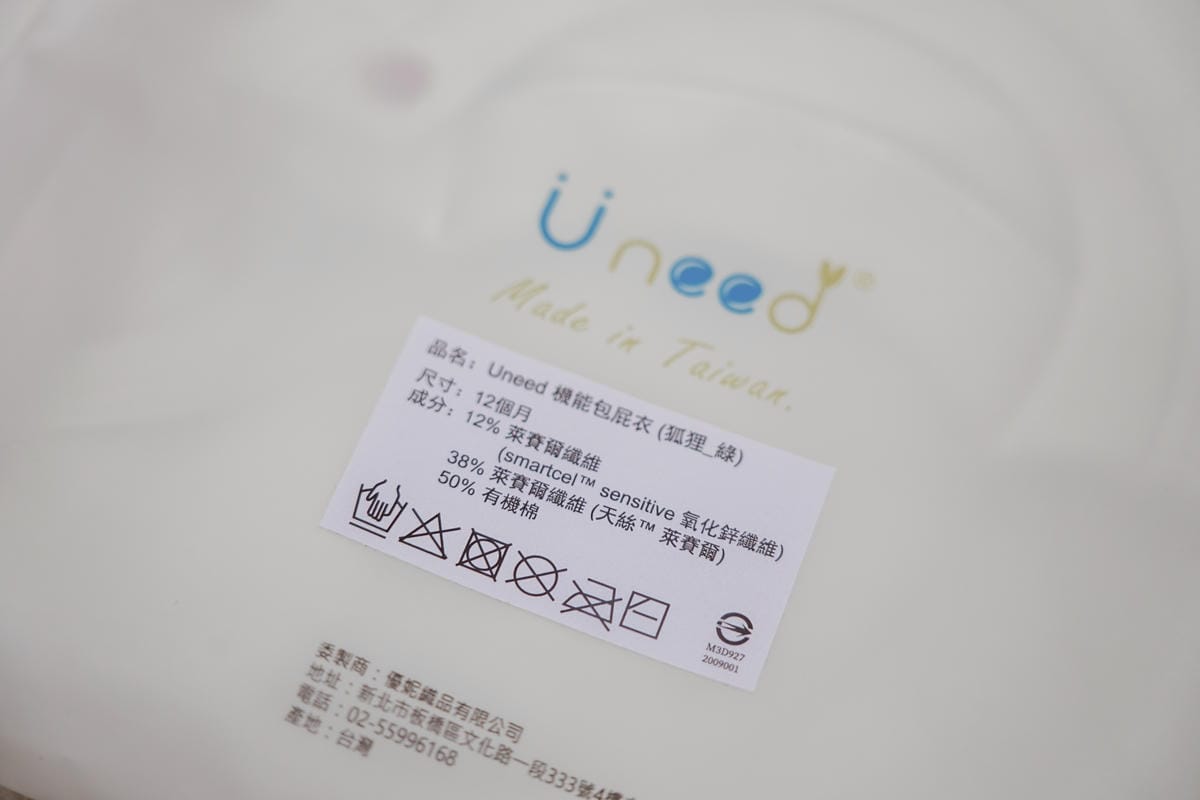 Uneed®
Made in Taiwan.
品名：Uneed 機能包屁衣 (狐狸_綠)
尺寸：12個月
成分：12% 萊賽爾纖維
(smartcel™ sensitive 氧化鋅纖維)
38% 萊賽爾纖維 (天絲™ 萊賽爾)
50% 有機棉
M3D927
2009001
委製商：優妮織品有限公司
地址：新北市板橋區文化路一段333號4樓
電話：02-55996168
產地：台灣